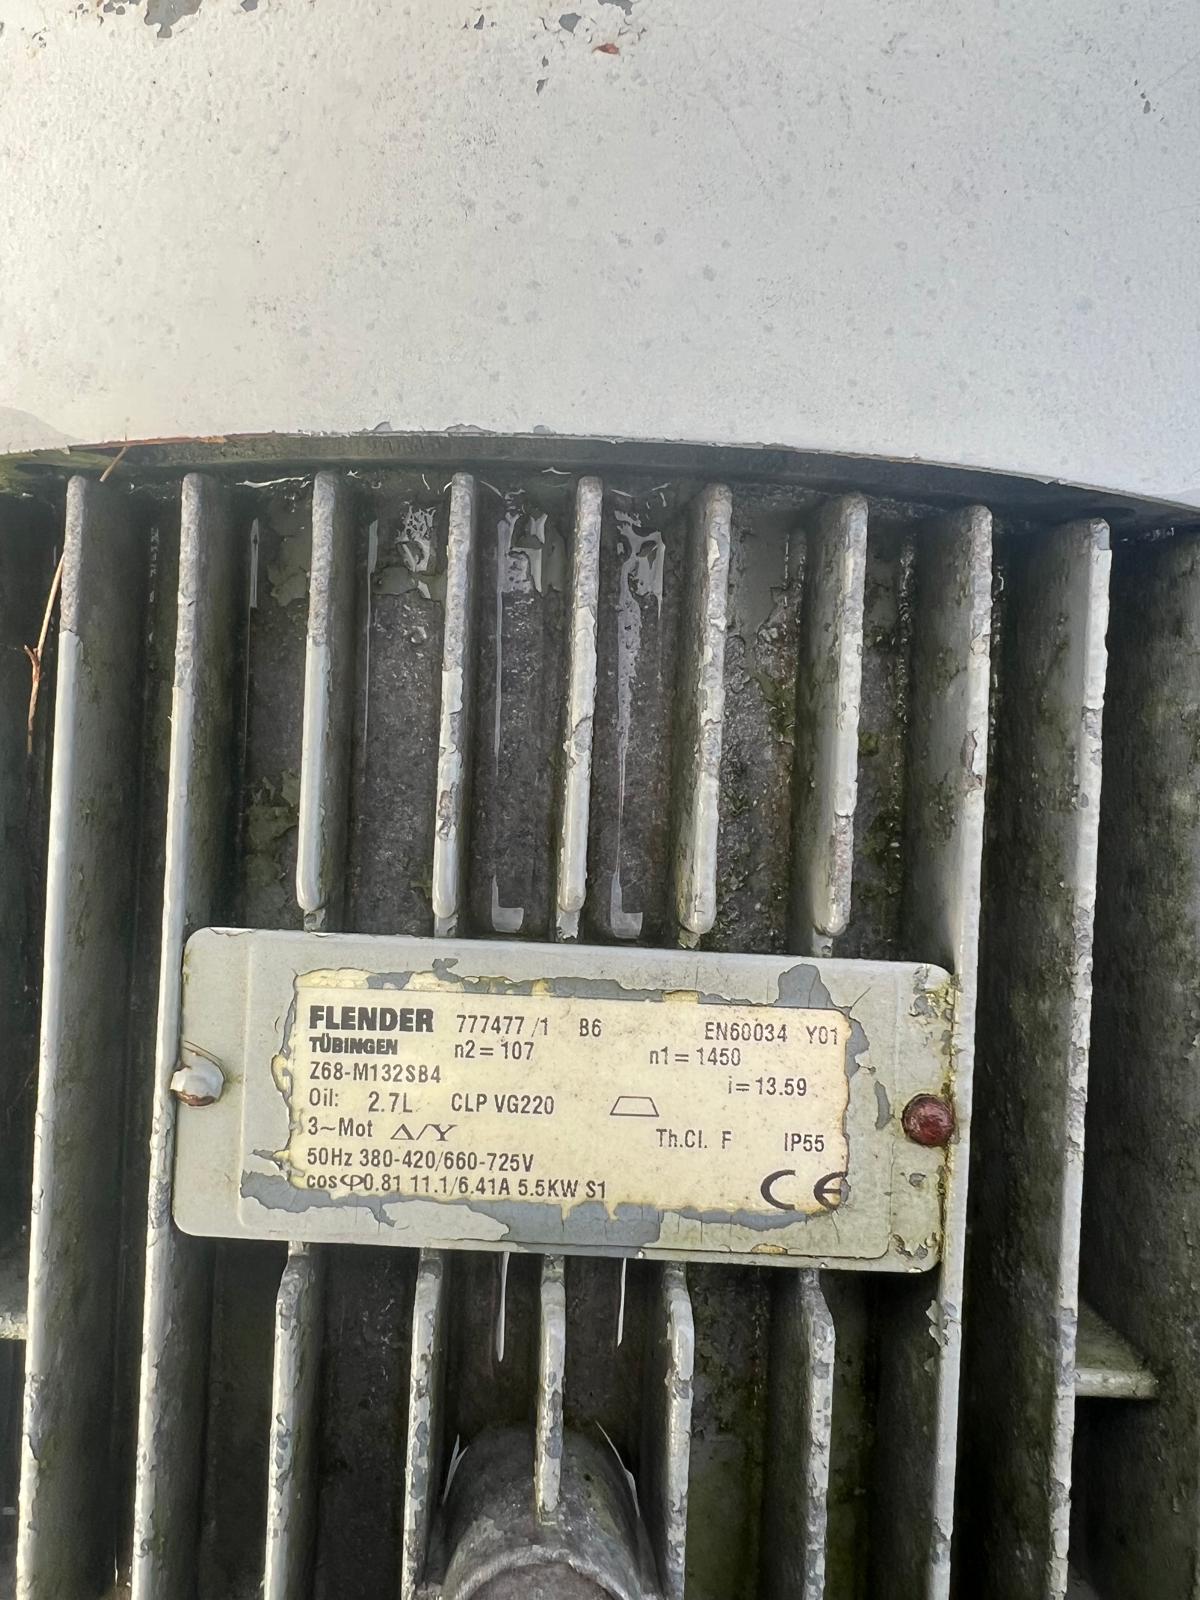 FLENDER 777477 /1 B6 EN60034 Y01
TÜBINGEN n2=107 n1=1450
Z68-M132SB4 i=13.59
Oil: 2.7L CLP VG220
3~Mot △/Y Th.Cl. F IP55
50Hz 380-420/660-725V
cosφ0.81 11.1/6.41A 5.5KW S1 CE